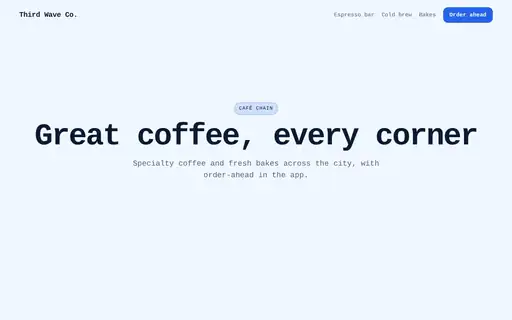 Third Wave Co.
Espresso bar Cold brew Bakes Order ahead
CAFÉ CHAIN
Great coffee, every corner
Specialty coffee and fresh bakes across the city, with
order-ahead in the app.